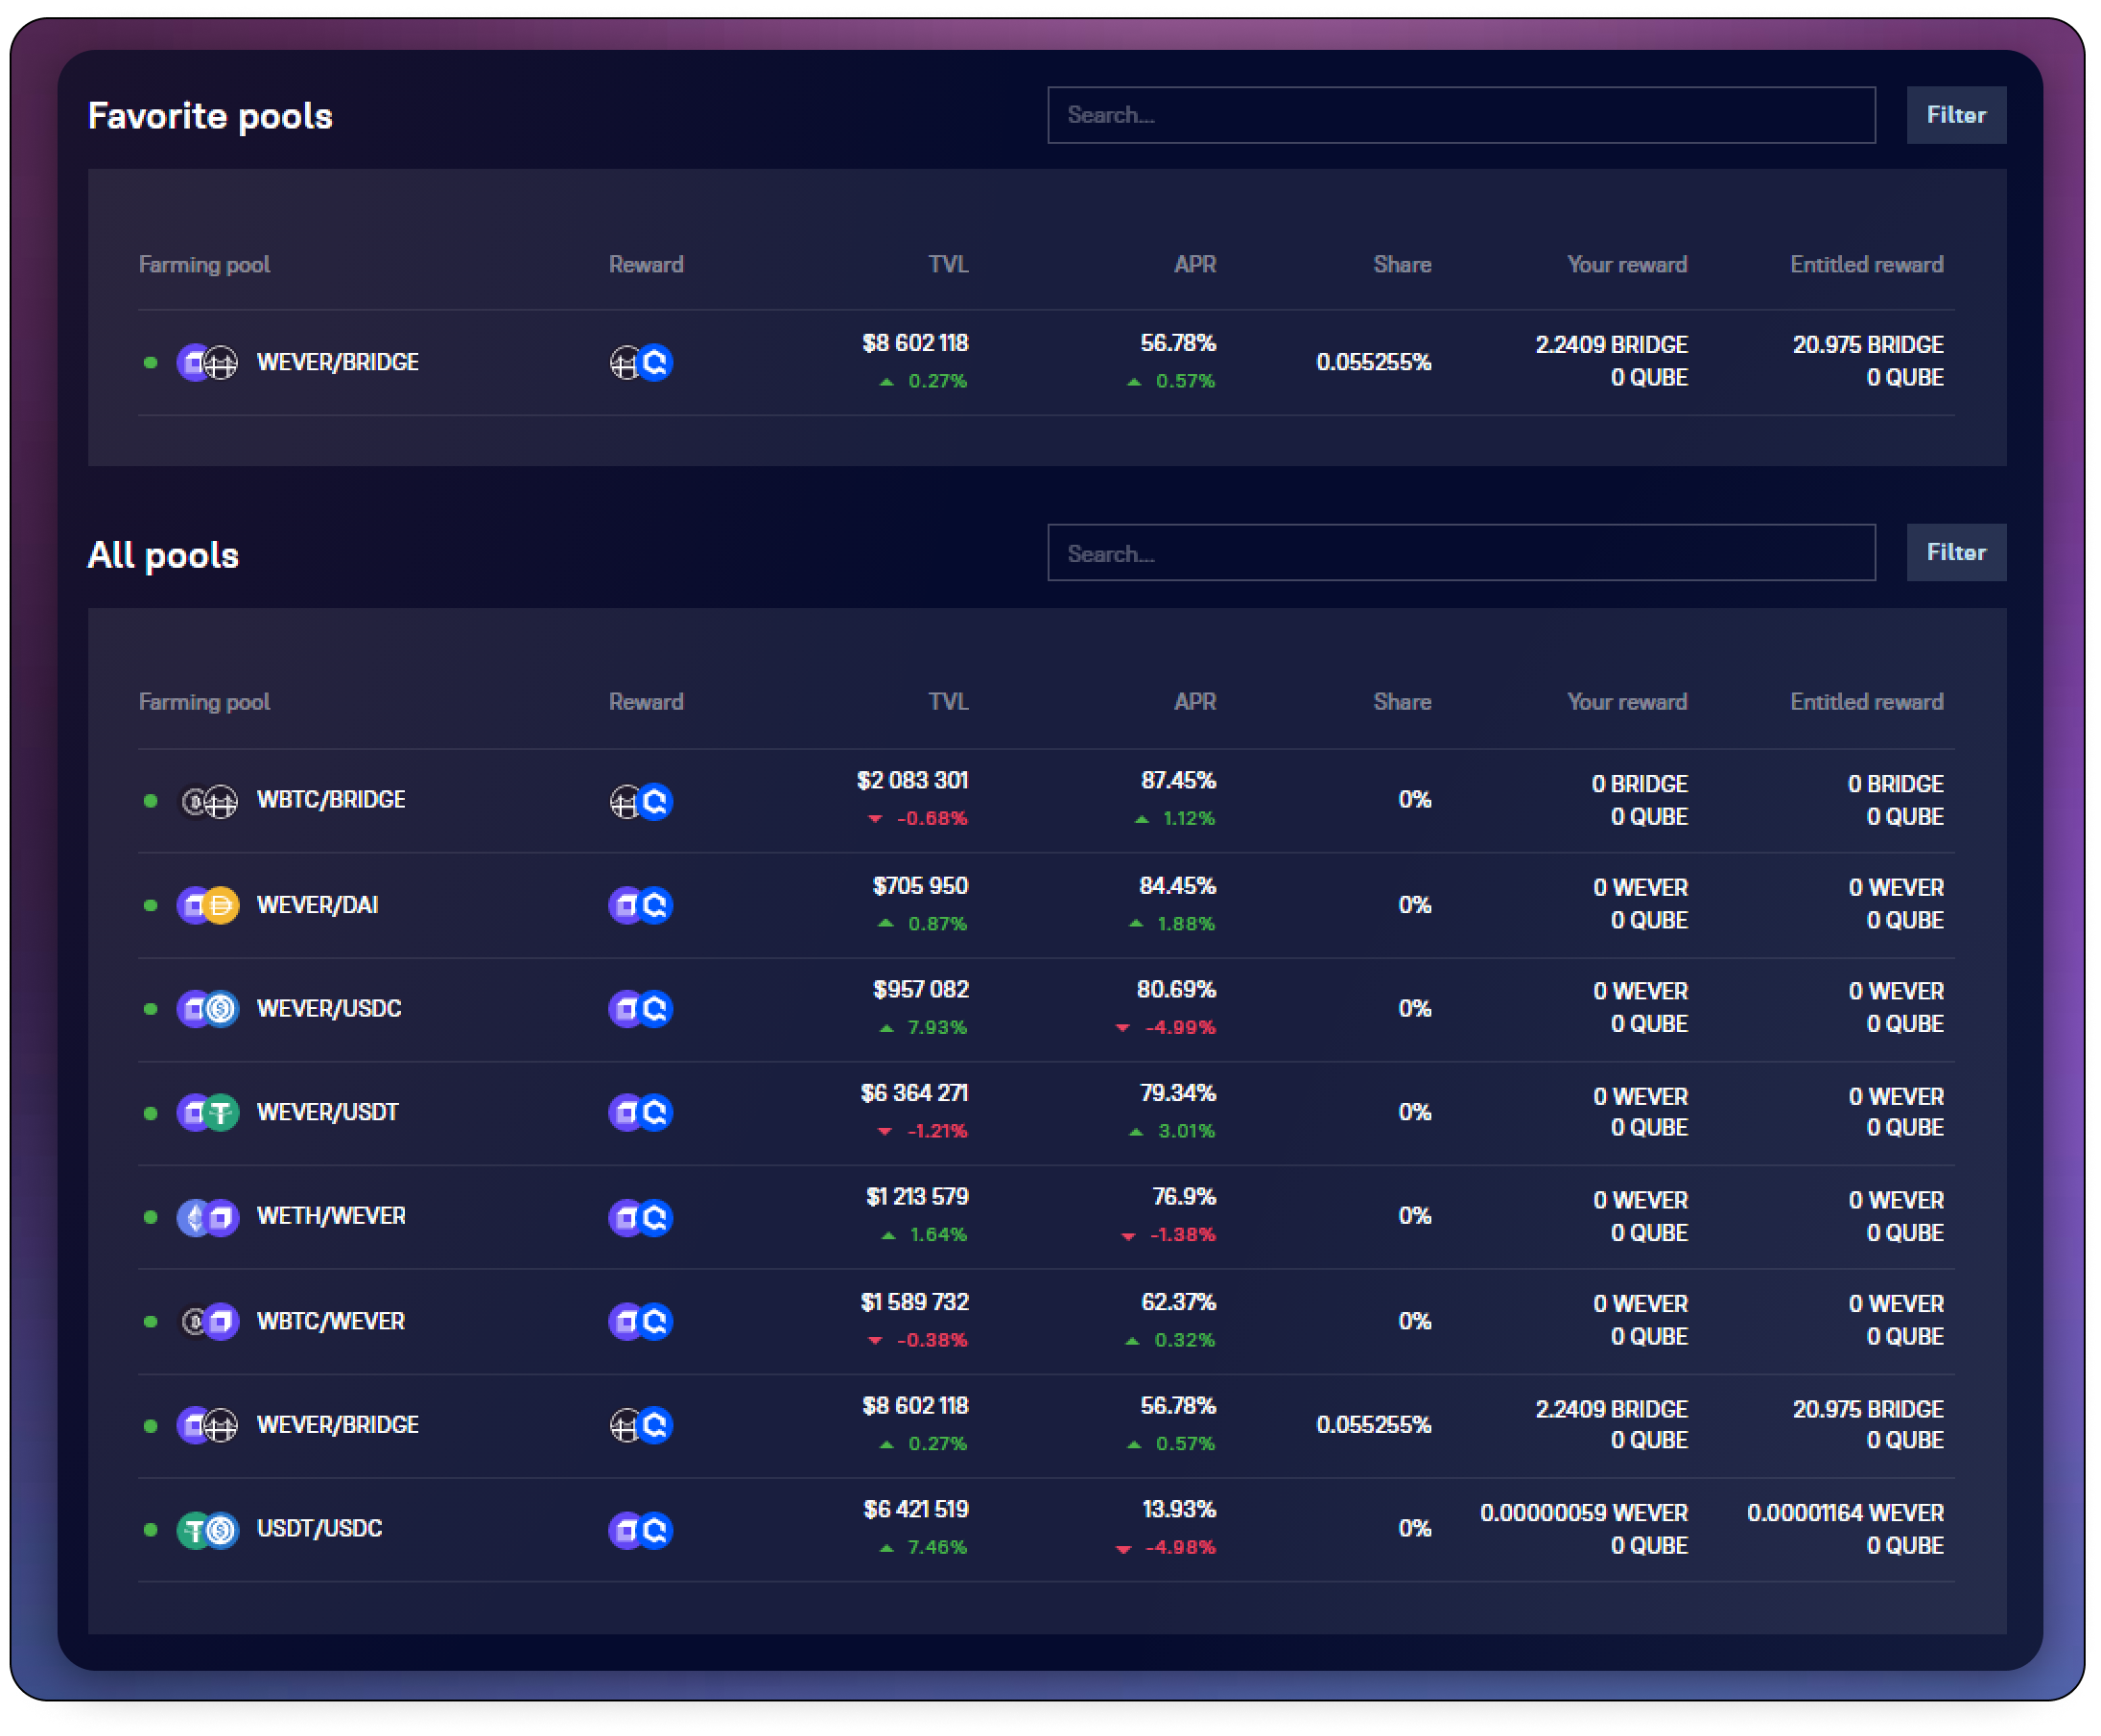 Favorite pools Search... Filter
Farming pool Reward TVL APR Share Your reward Entitled reward
WEVER/BRIDGE $8 602 118 0.27% 56.78% 0.57% 0.055255% 2.2409 BRIDGE 0 QUBE 20.975 BRIDGE 0 QUBE
All pools Search... Filter
Farming pool Reward TVL APR Share Your reward Entitled reward
WBTC/BRIDGE $2 083 301 -0.68% 87.45% 1.12% 0% 0 BRIDGE 0 QUBE 0 BRIDGE 0 QUBE
WEVER/DAI $705 950 0.87% 84.45% 1.88% 0% 0 WEVER 0 QUBE 0 WEVER 0 QUBE
WEVER/USDC $957 082 7.93% 80.69% -4.99% 0% 0 WEVER 0 QUBE 0 WEVER 0 QUBE
WEVER/USDT $6 364 271 -1.21% 79.34% 3.01% 0% 0 WEVER 0 QUBE 0 WEVER 0 QUBE
WETH/WEVER $1 213 579 1.64% 76.9% -1.38% 0% 0 WEVER 0 QUBE 0 WEVER 0 QUBE
WBTC/WEVER $1 589 732 -0.38% 62.37% 0.32% 0% 0 WEVER 0 QUBE 0 WEVER 0 QUBE
WEVER/BRIDGE $8 602 118 0.27% 56.78% 0.57% 0.055255% 2.2409 BRIDGE 0 QUBE 20.975 BRIDGE 0 QUBE
USDT/USDC $6 421 519 7.46% 13.93% -4.98% 0% 0.00000059 WEVER 0 QUBE 0.00001164 WEVER 0 QUBE